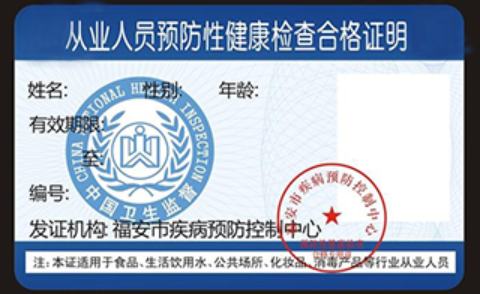 从业人员预防性健康检查合格证明
姓名: 性别: 年龄:
有效期限:
至:
编号:
发证机构: 福安市疾病预防控制中心
注: 本证适用于食品、生活饮用水、公共场所、化妆品、消毒产品等行业从业人员
CHINA NATIONAL HEALTH INSPECTION
中国卫生监督
福安市疾病预防控制中心